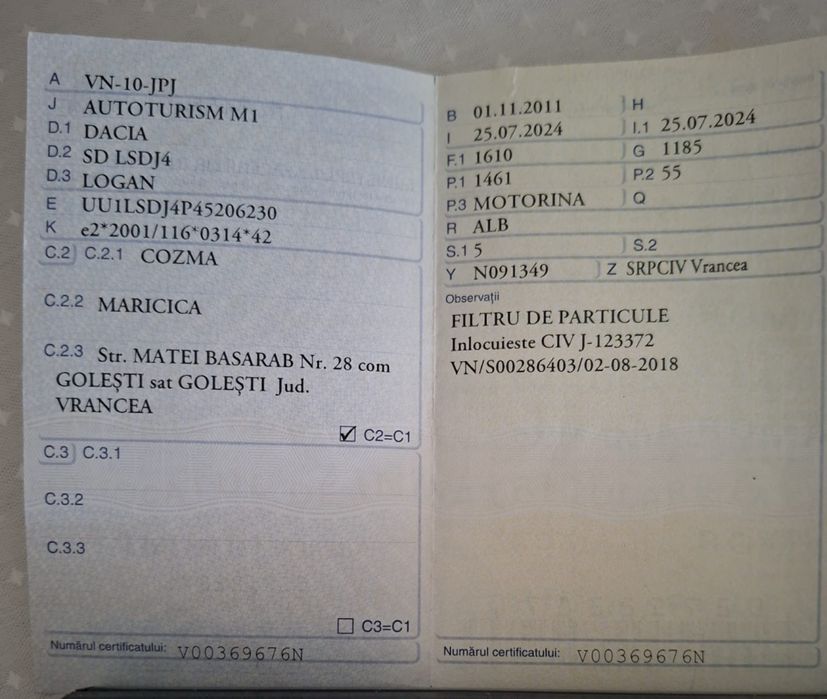 A VN-10-JPJ
J AUTOTURISM M1
D.1 DACIA
D.2 SD LSDJ4
D.3 LOGAN
E UU1LSDJ4P45206230
K e2*2001/116*0314*42
C.2 C.2.1 COZMA
C.2.2 MARICICA
C.2.3 Str. MATEI BASARAB Nr. 28 com
GOLEȘTI sat GOLEȘTI Jud.
VRANCEA
C2=C1
C.3 C.3.1
C.3.2
C.3.3
C3=C1
Numărul certificatului: V00369676N
B 01.11.2011 H
I 25.07.2024 I.1 25.07.2024
F.1 1610 G 1185
P.1 1461 P.2 55
P.3 MOTORINA Q
R ALB
S.1 5 S.2
Y N091349 Z SRPCIV Vrancea
Observații
FILTRU DE PARTICULE
Inlocuieste CIV J-123372
VN/S00286403/02-08-2018
Numărul certificatului: V00369676N